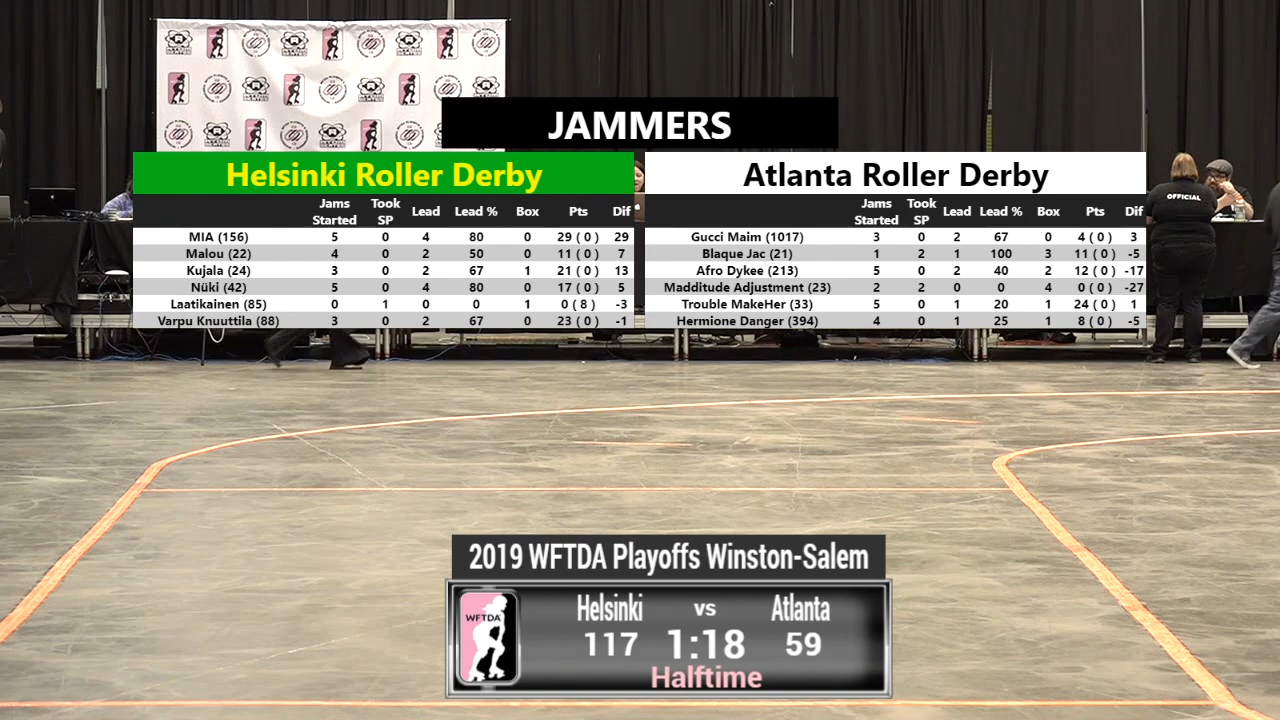 JAMMERS
Helsinki Roller Derby
Jams Started Took SP Lead Lead % Box Pts Dif
MIA (156) 5 0 4 80 0 29 ( 0 ) 29
Malou (22) 4 0 2 50 0 11 ( 0 ) 7
Kujala (24) 3 0 2 67 1 21 ( 0 ) 13
Nüki (42) 5 0 4 80 0 17 ( 0 ) 5
Laatikainen (85) 0 1 0 0 1 0 ( 8 ) -3
Varpu Knuuttila (88) 3 0 2 67 0 23 ( 0 ) -1
Atlanta Roller Derby
Jams Started Took SP Lead Lead % Box Pts Dif
Gucci Maim (1017) 3 0 2 67 0 4 ( 0 ) 3
Blaque Jac (21) 1 2 1 100 3 11 ( 0 ) -5
Afro Dykee (213) 5 0 2 40 2 12 ( 0 ) -17
Madditude Adjustment (23) 2 2 0 0 4 0 ( 0 ) -27
Trouble MakeHer (33) 5 0 1 20 1 24 ( 0 ) 1
Hermione Danger (394) 4 0 1 25 1 8 ( 0 ) -5
OFFICIAL
2019 WFTDA Playoffs Winston-Salem
WFTDA
Helsinki vs Atlanta
117 1:18 59
Halftime